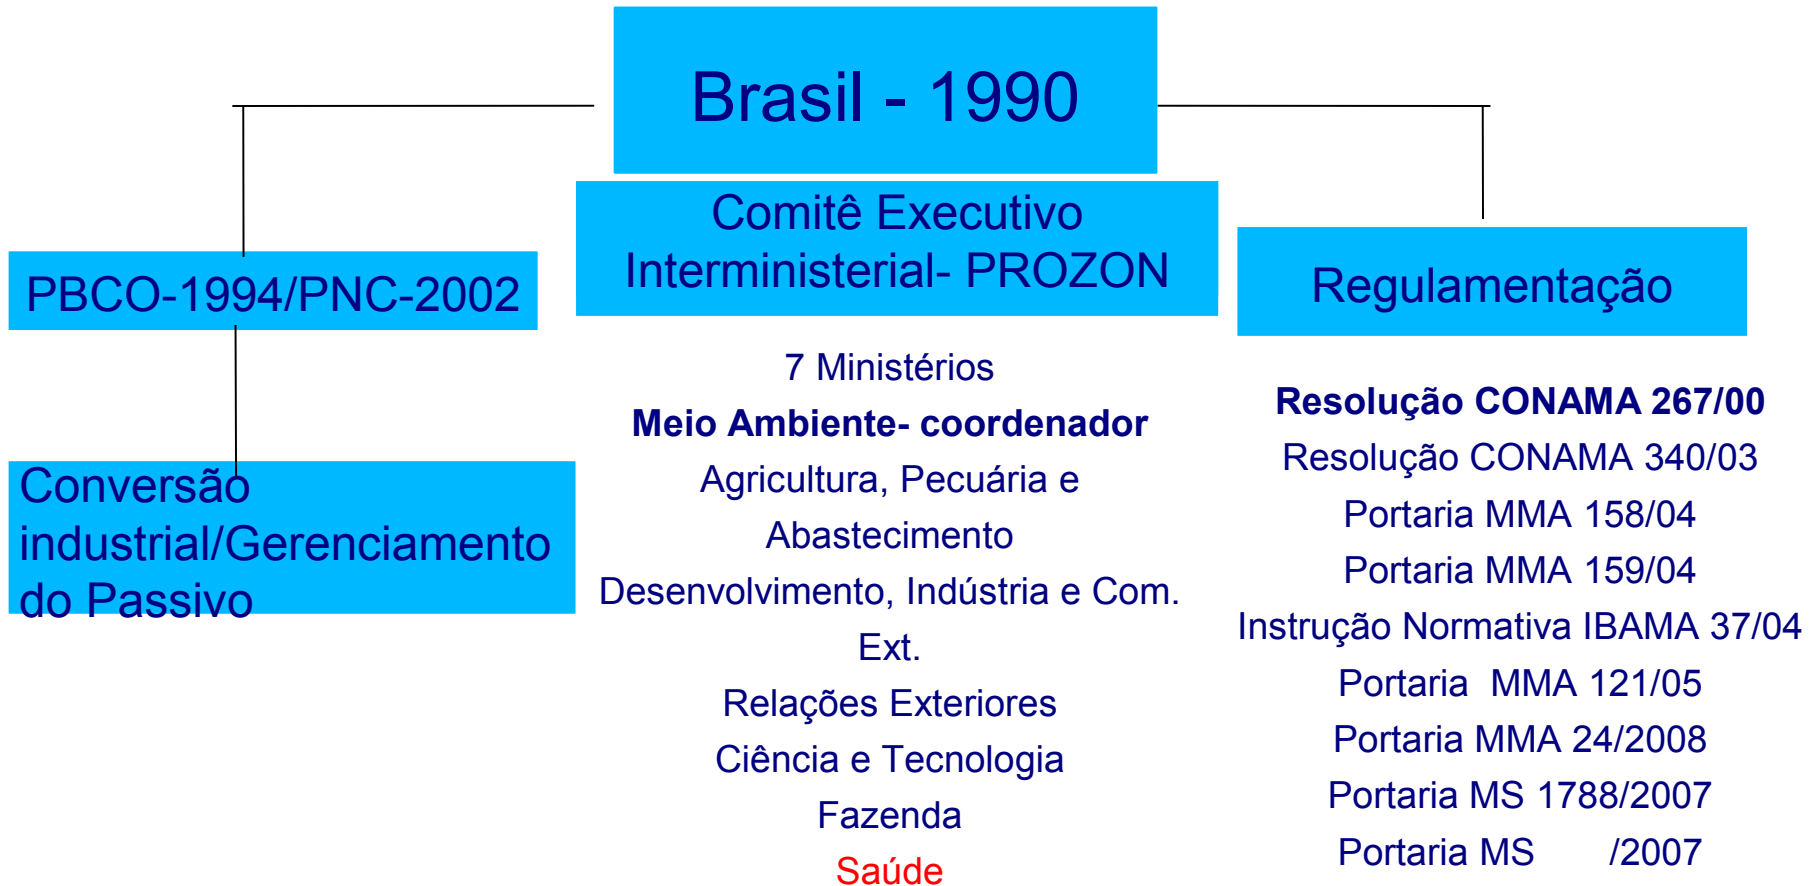 Brasil - 1990
Comitê Executivo
Interministerial- PROZON
PBCO-1994/PNC-2002
Conversão
industrial/Gerenciamento
do Passivo
7 Ministérios
Meio Ambiente- coordenador
Agricultura, Pecuária e
Abastecimento
Desenvolvimento, Indústria e Com.
Ext.
Relações Exteriores
Ciência e Tecnologia
Fazenda
Saúde
Regulamentação
Resolução CONAMA 267/00
Resolução CONAMA 340/03
Portaria MMA 158/04
Portaria MMA 159/04
Instrução Normativa IBAMA 37/04
Portaria  MMA 121/05
Portaria MMA 24/2008
Portaria MS 1788/2007
Portaria MS       /2007